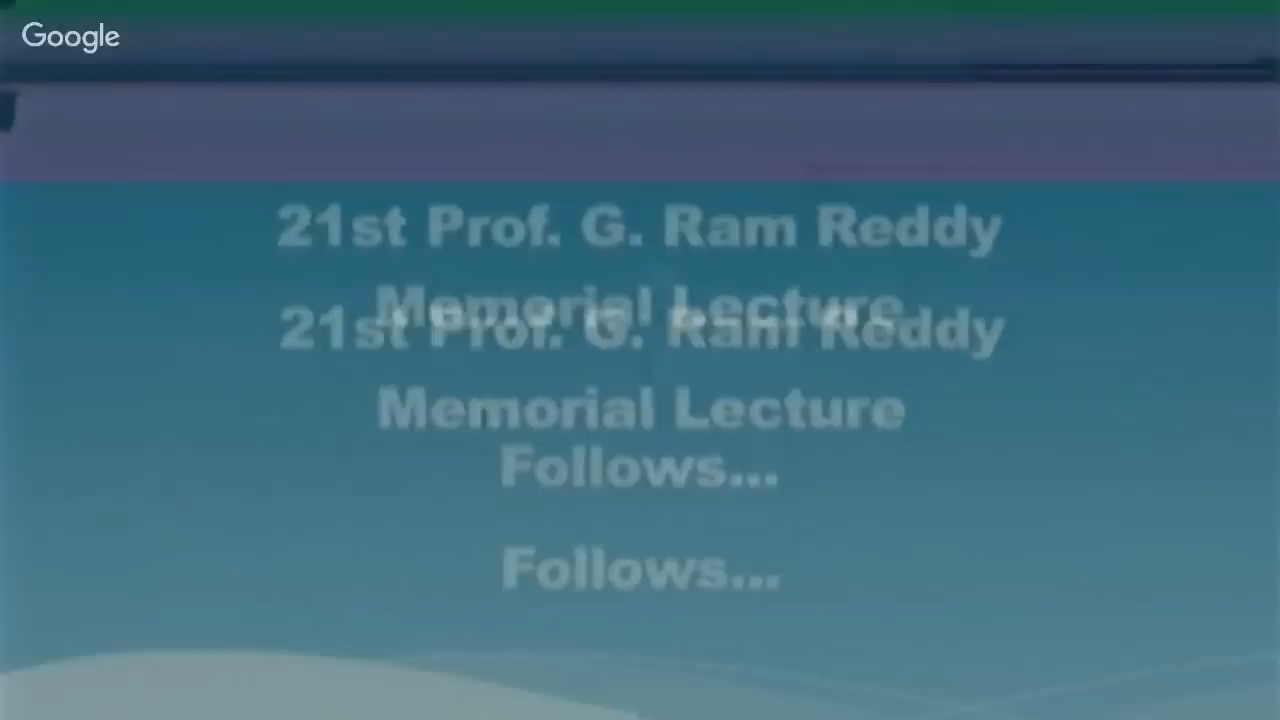 Google
21st Prof. G. Ram Reddy
Memorial Lecture
21st Prof. G. Ram Reddy
Memorial Lecture
Follows...
Follows...